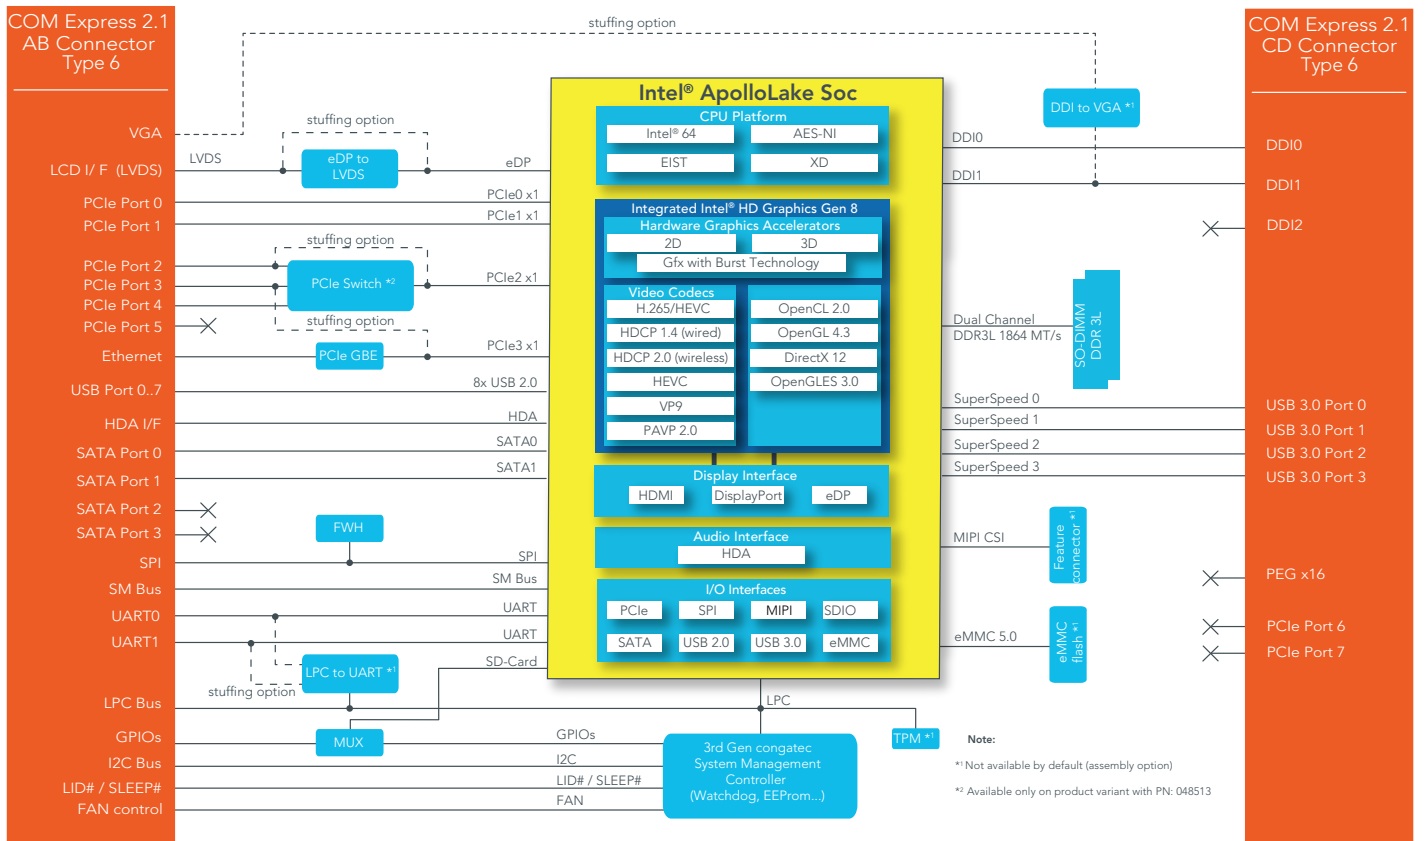 COM Express 2.1
AB Connector
Type 6
VGA
LCD I/ F (LVDS)
PCIe Port 0
PCIe Port 1
PCIe Port 2
PCIe Port 3
PCIe Port 4
PCIe Port 5
Ethernet
USB Port 0..7
HDA I/F
SATA Port 0
SATA Port 1
SATA Port 2
SATA Port 3
SPI
SM Bus
UART0
UART1
LPC Bus
GPIOs
I2C Bus
LID# / SLEEP#
FAN control
stuffing option
stuffing option
LVDS
eDP to
LVDS
eDP
PCIe0 x1
PCIe1 x1
stuffing option
PCIe Switch *2
PCIe2 x1
stuffing option
PCIe GBE
PCIe3 x1
8x USB 2.0
HDA
SATA0
SATA1
FWH
SPI
SM Bus
UART
UART
SD-Card
LPC to UART *1
stuffing option
MUX
GPIOs
I2C
LID# / SLEEP#
FAN
Intel® ApolloLake Soc
CPU Platform
Intel® 64
AES-NI
EIST
XD
Integrated Intel® HD Graphics Gen 8
Hardware Graphics Accelerators
2D
3D
Gfx with Burst Technology
Video Codecs
H.265/HEVC
HDCP 1.4 (wired)
HDCP 2.0 (wireless)
HEVC
VP9
PAVP 2.0
OpenCL 2.0
OpenGL 4.3
DirectX 12
OpenGLES 3.0
Display Interface
HDMI
DisplayPort
eDP
Audio Interface
HDA
I/O Interfaces
PCIe
SPI
MIPI
SDIO
SATA
USB 2.0
USB 3.0
eMMC
LPC
3rd Gen congatec
System Management
Controller
(Watchdog, EEProm...)
TPM *1
DDI to VGA *1
DDI0
DDI1
Dual Channel
DDR3L 1864 MT/s
SO-DIMM
DDR 3L
SuperSpeed 0
SuperSpeed 1
SuperSpeed 2
SuperSpeed 3
MIPI CSI
Feature
connector *1
eMMC 5.0
eMMC
flash *1
Note:
*1 Not available by default (assembly option)
*2 Available only on product variant with PN: 048513
COM Express 2.1
CD Connector
Type 6
DDI0
DDI1
DDI2
USB 3.0 Port 0
USB 3.0 Port 1
USB 3.0 Port 2
USB 3.0 Port 3
PEG x16
PCIe Port 6
PCIe Port 7